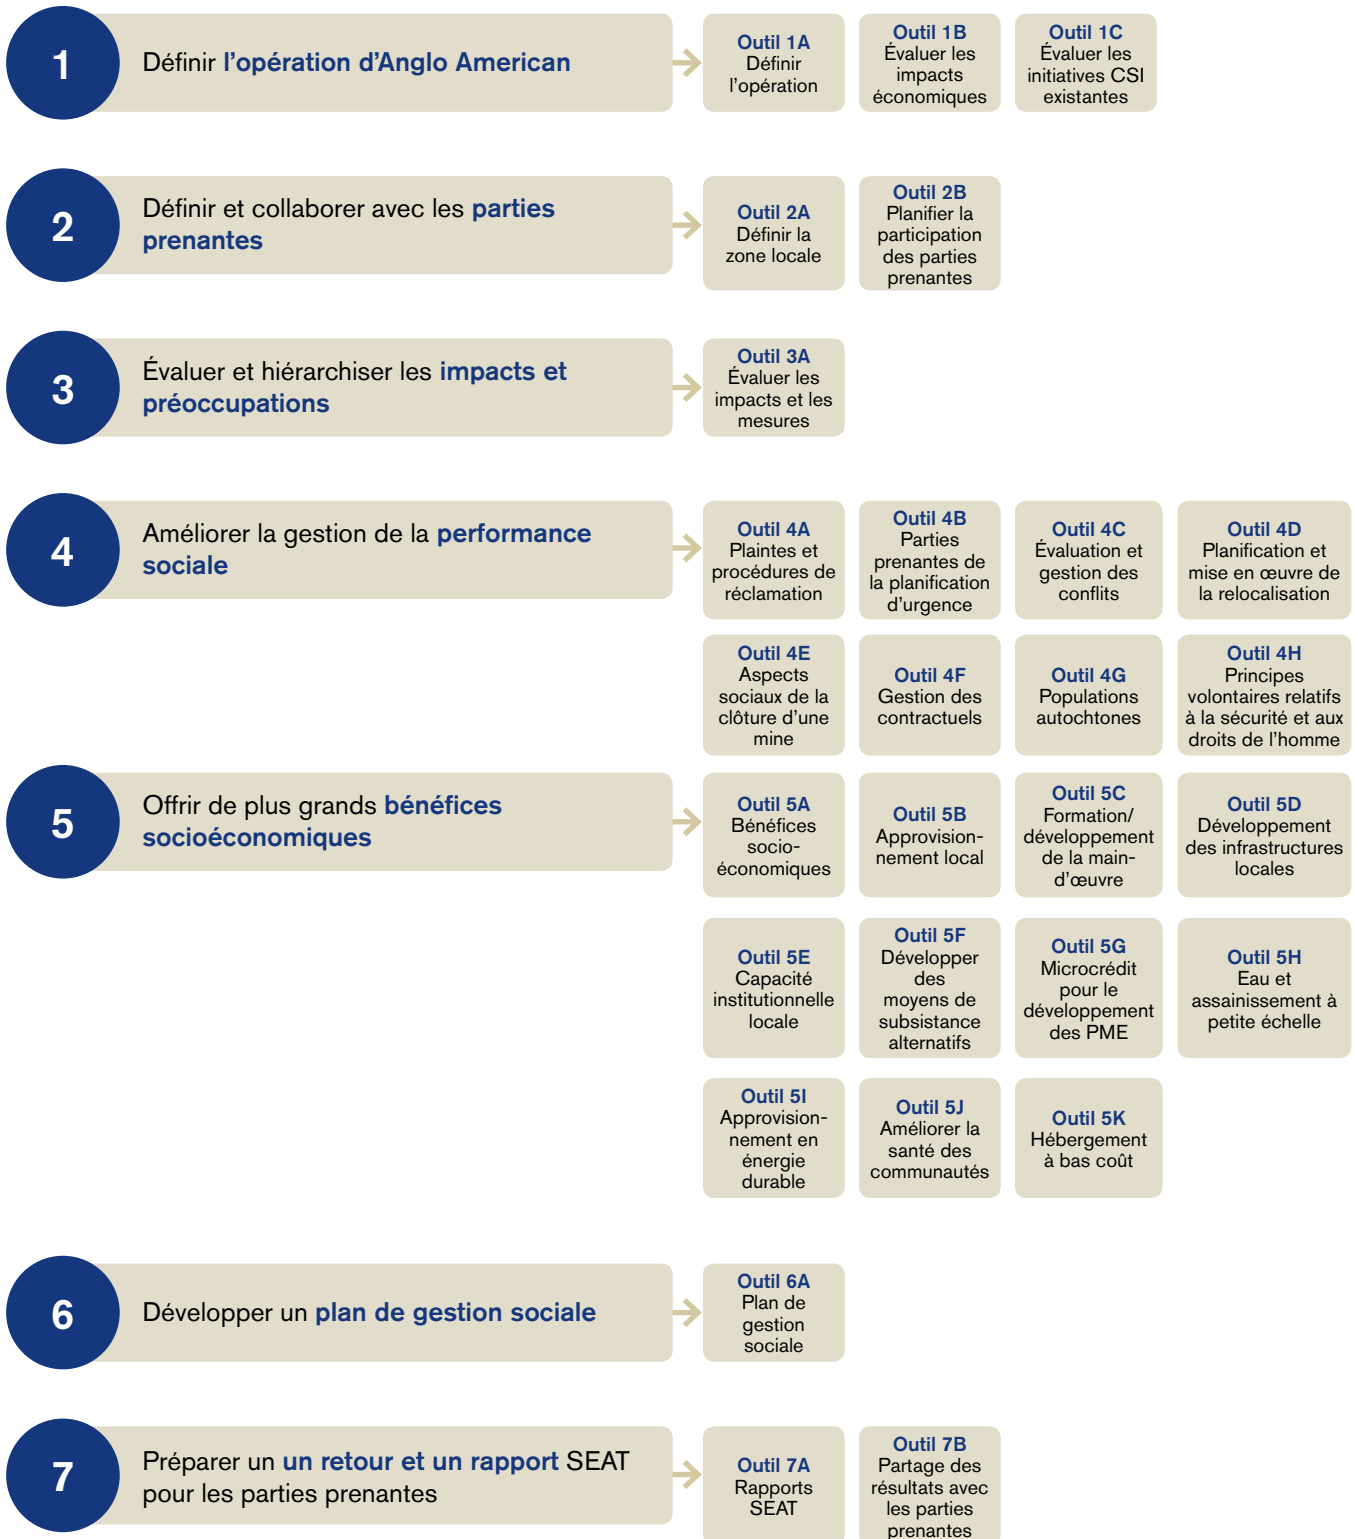 1
Définir l'opération d'Anglo American
Outil 1A
Définir
l'opération
Outil 1B
Évaluer les
impacts
économiques
Outil 1C
Évaluer les
initiatives CSI
existantes
2
Définir et collaborer avec les parties
prenantes
Outil 2A
Définir la
zone locale
Outil 2B
Planifier la
participation
des parties
prenantes
3
Évaluer et hiérarchiser les impacts et
préoccupations
Outil 3A
Évaluer les
impacts et les
mesures
4
Améliorer la gestion de la performance
sociale
Outil 4A
Plaintes et
procédures de
réclamation
Outil 4B
Parties
prenantes de
la planification
d'urgence
Outil 4C
Évaluation et
gestion des
conflits
Outil 4D
Planification et
mise en œuvre de
la relocalisation
Outil 4E
Aspects
sociaux de la
clôture d'une
mine
Outil 4F
Gestion des
contractuels
Outil 4G
Populations
autochtones
Outil 4H
Principes
volontaires relatifs
à la sécurité et aux
droits de l'homme
5
Offrir de plus grands bénéfices
socioéconomiques
Outil 5A
Bénéfices
socio-
économiques
Outil 5B
Approvision-
nement local
Outil 5C
Formation/
développement
de la main-
d'œuvre
Outil 5D
Développement
des infrastructures
locales
Outil 5E
Capacité
institutionnelle
locale
Outil 5F
Développer
des
moyens de
subsistance
alternatifs
Outil 5G
Microcrédit
pour le
développement
des PME
Outil 5H
Eau et
assainissement à
petite échelle
Outil 5I
Approvision-
nement en
énergie
durable
Outil 5J
Améliorer la
santé des
communautés
Outil 5K
Hébergement
à bas coût
6
Développer un plan de gestion sociale
Outil 6A
Plan de
gestion
sociale
7
Préparer un un retour et un rapport SEAT
pour les parties prenantes
Outil 7A
Rapports
SEAT
Outil 7B
Partage des
résultats avec
les parties
prenantes